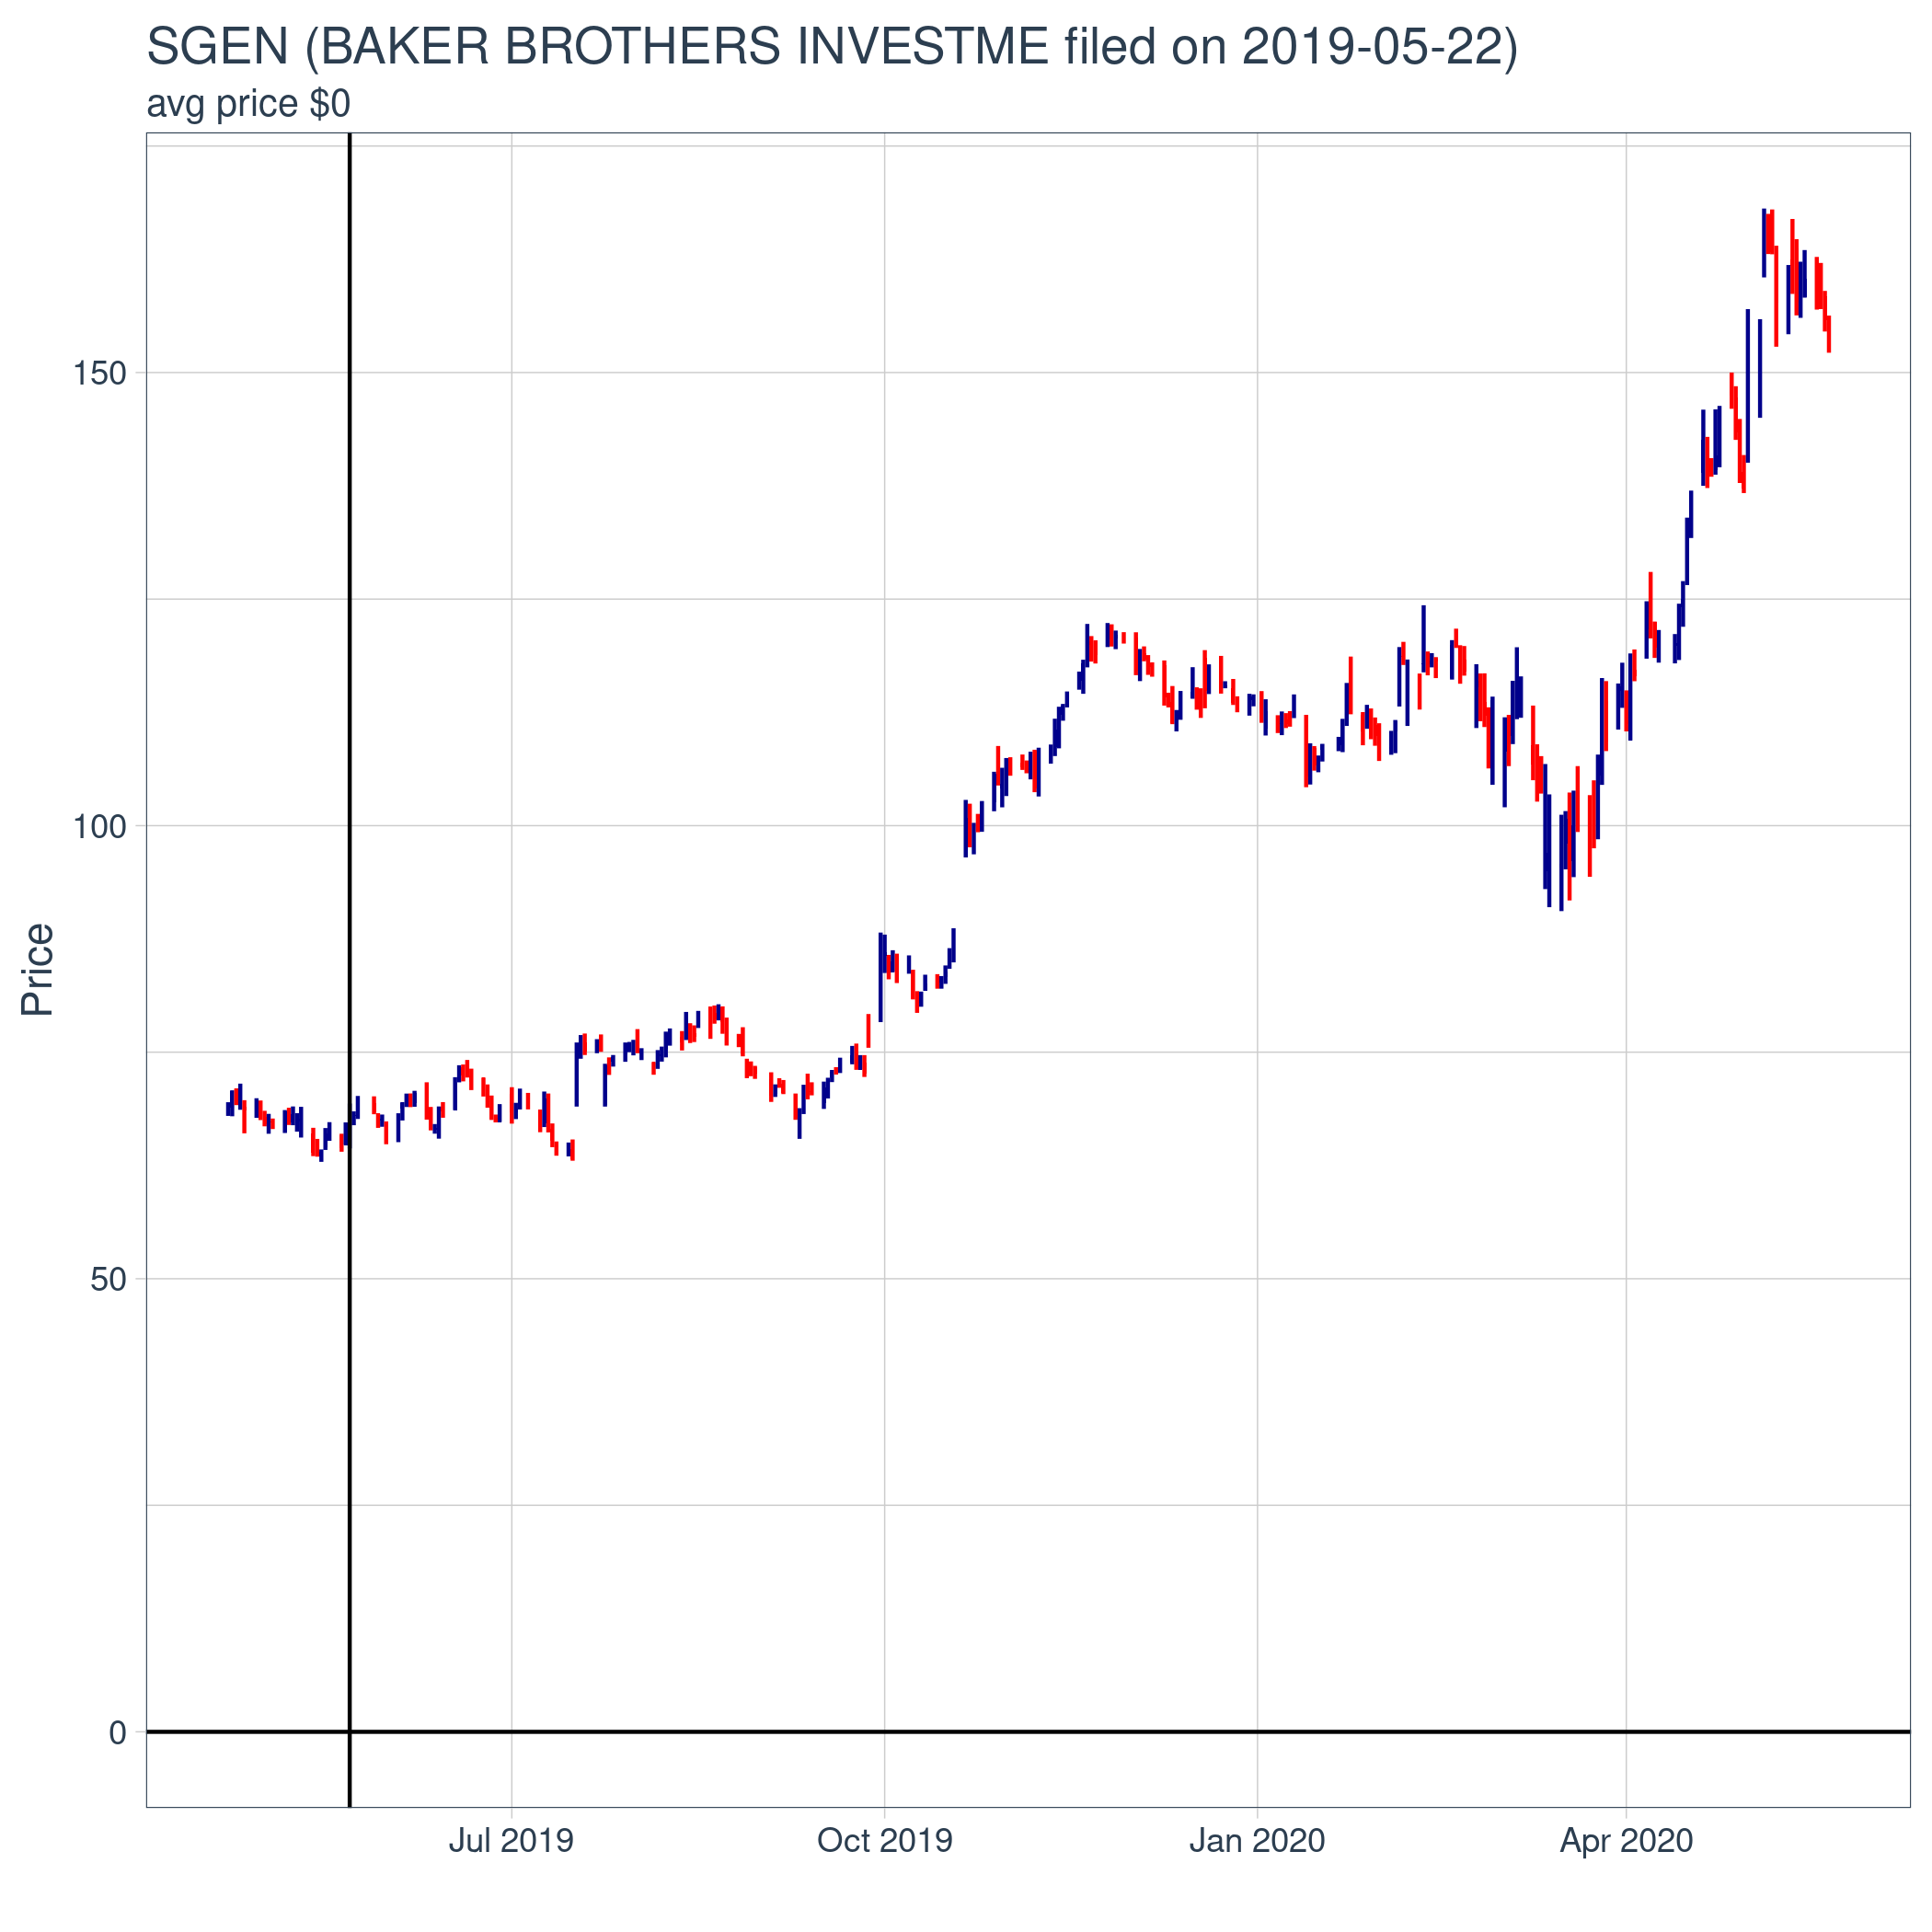 SGEN (BAKER BROTHERS INVESTME filed on 2019-05-22)
avg price $0
Price
150
100
50
0
Jul 2019
Oct 2019
Jan 2020
Apr 2020